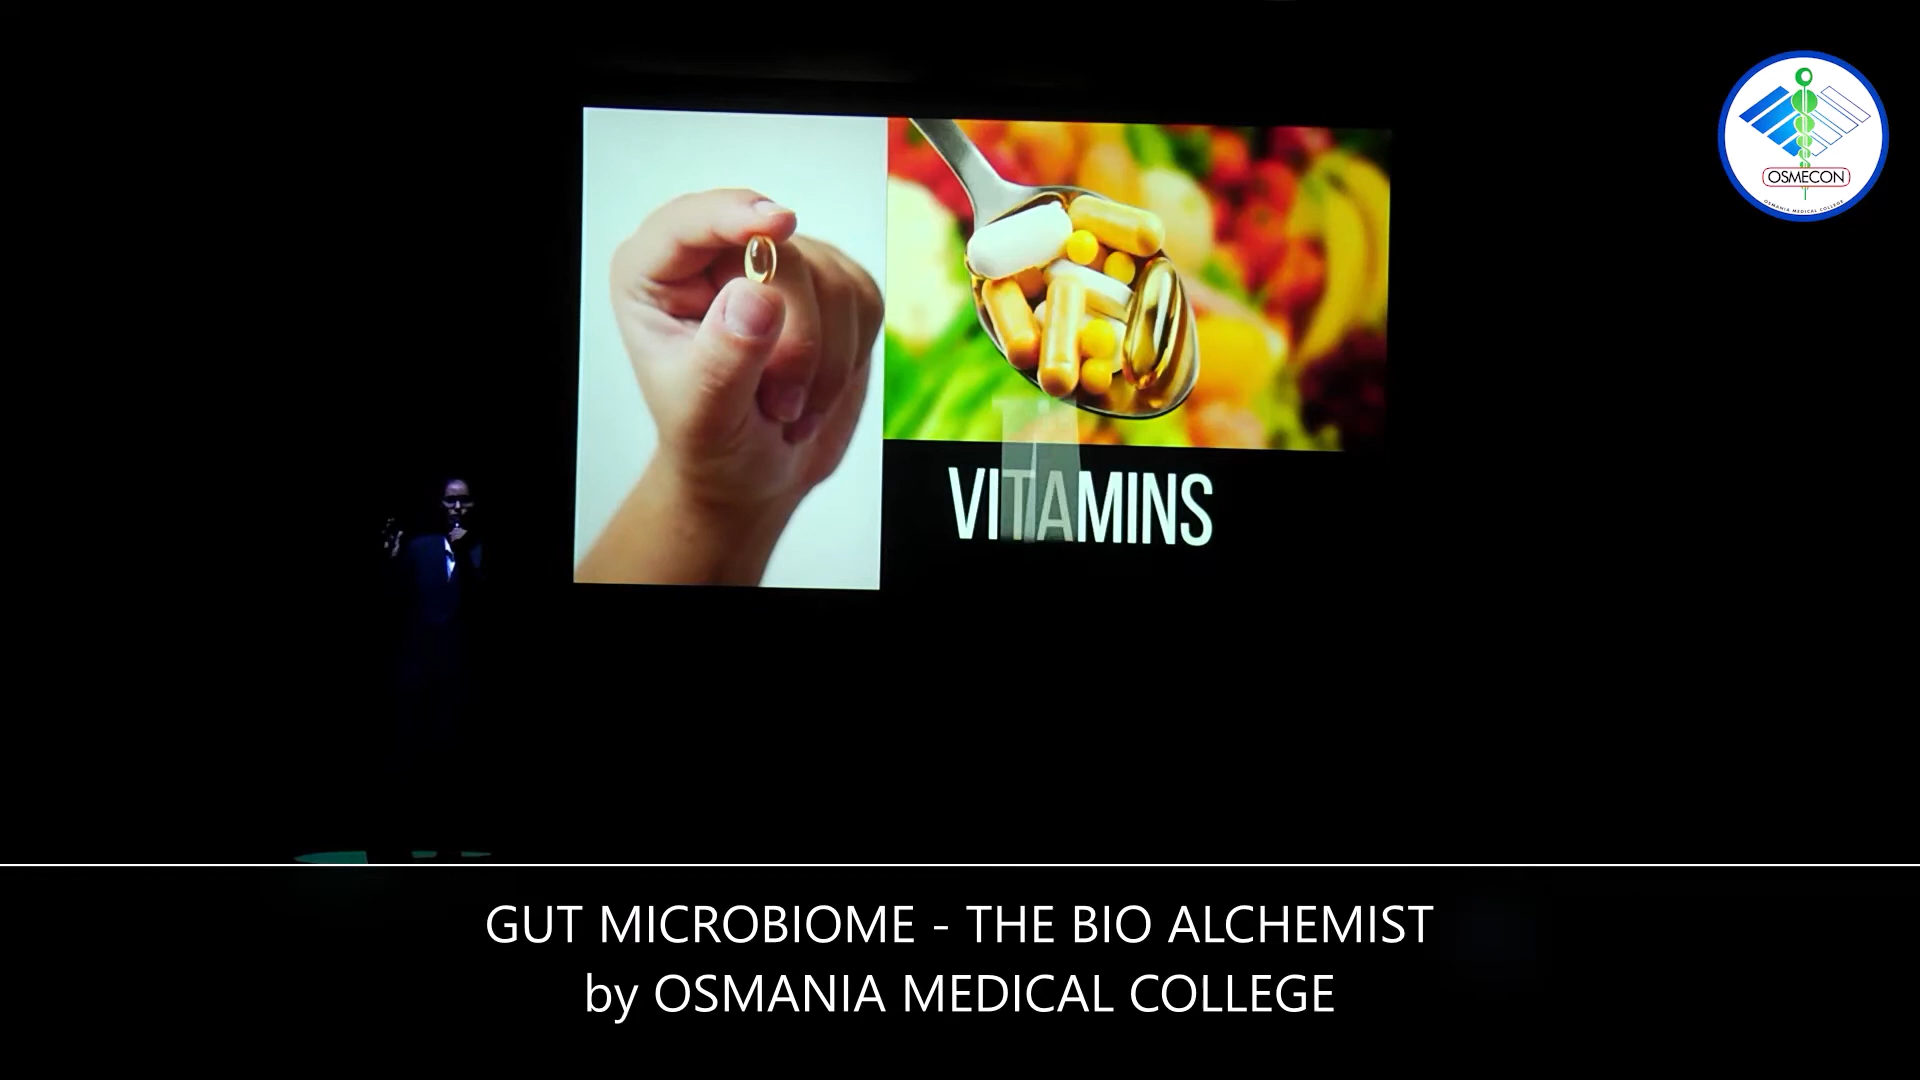 OSMECON
OSMANIA MEDICAL COLLEGE
VITAMINS
GUT MICROBIOME - THE BIO ALCHEMIST
by OSMANIA MEDICAL COLLEGE